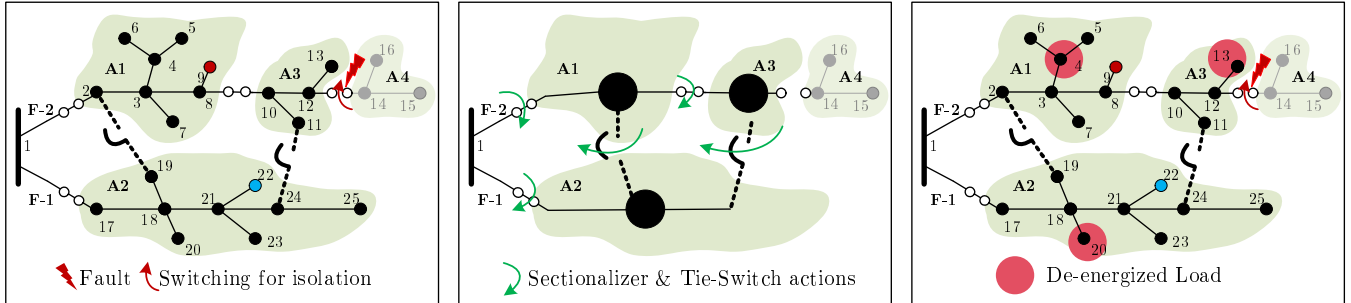 6 5
16
13
A1 4 9 A3 A4
2 3 8 10 12 14 15
F-2
7 11
1
19
A2 21 22
F-1 24 25
17 18
20 23
Fault Switching for isolation
A1 A3 16
A4
F-2 14 15
1
A2
F-1
Sectionalizer & Tie-Switch actions
6 5
16
13
A1 4 9 A3 A4
2 3 8 10 12 14 15
F-2
7 11
1
19
A2 21 22
F-1 24 25
17 18
20 23
De-energized Load